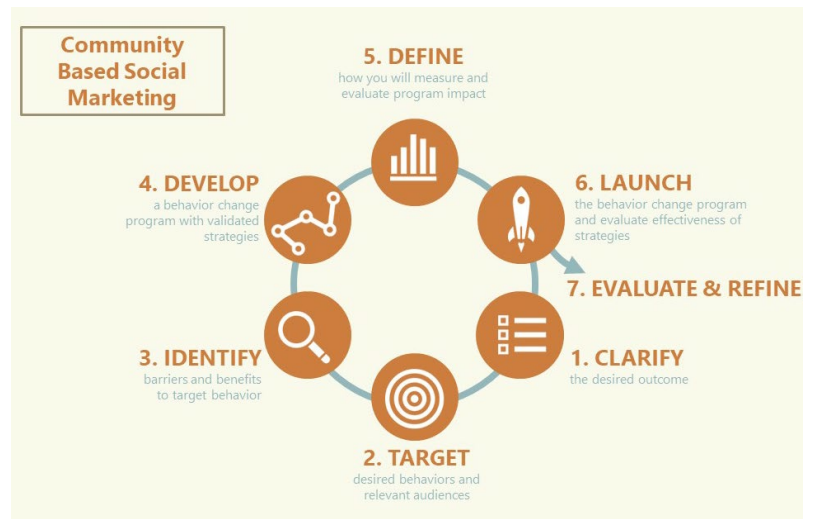 Community
Based Social
Marketing
5. DEFINE
how you will measure and
evaluate program impact
4. DEVELOP
a behavior change
program with validated
strategies
6. LAUNCH
the behavior change program
and evaluate effectiveness of
strategies
7. EVALUATE & REFINE
3. IDENTIFY
barriers and benefits
to target behavior
1. CLARIFY
the desired outcome
2. TARGET
desired behaviors and
relevant audiences